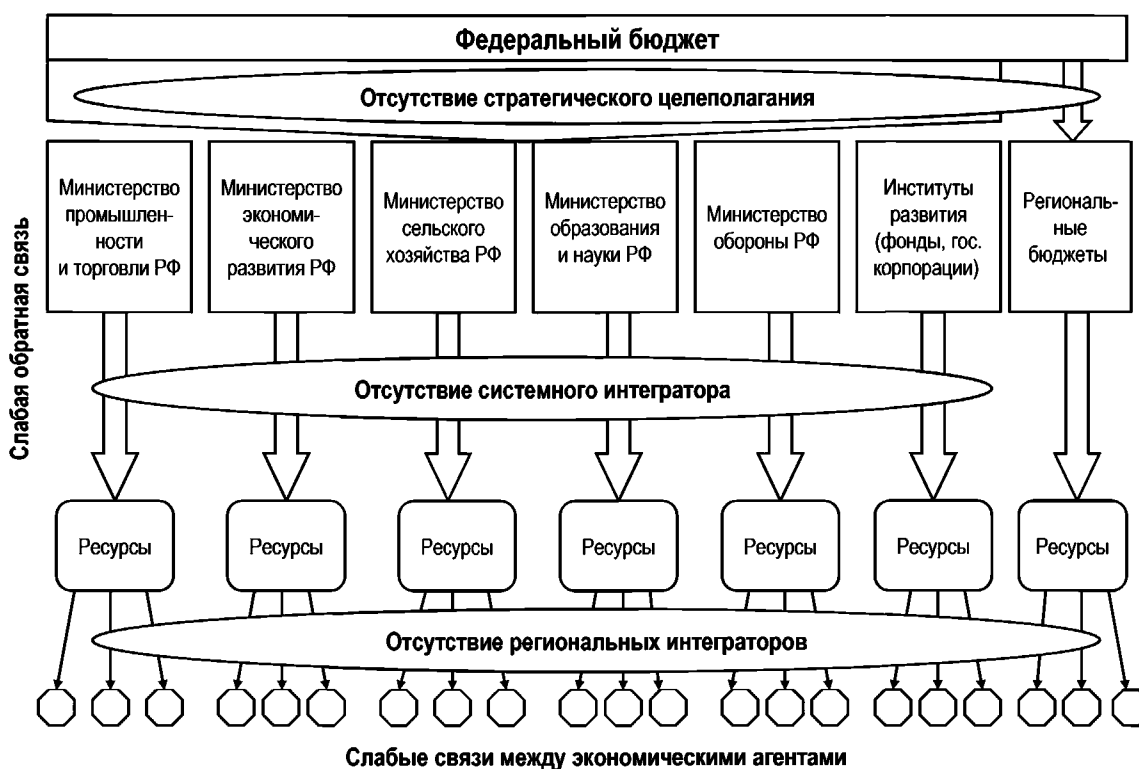 Федеральный бюджет
Отсутствие стратегического целеполагания
Министерство
промышлен-
ности
и торговли РФ
Министерство
экономи-
ческого
развития РФ
Министерство
сельского
хозяйства РФ
Министерство
образования
и науки РФ
Министерство
обороны РФ
Институты
развития
(фонды, гос.
корпорации)
Региональ-
ные
бюджеты
Слабая обратная связь
Отсутствие системного интегратора
Ресурсы
Ресурсы
Ресурсы
Ресурсы
Ресурсы
Ресурсы
Ресурсы
Отсутствие региональных интеграторов
Слабые связи между экономическими агентами